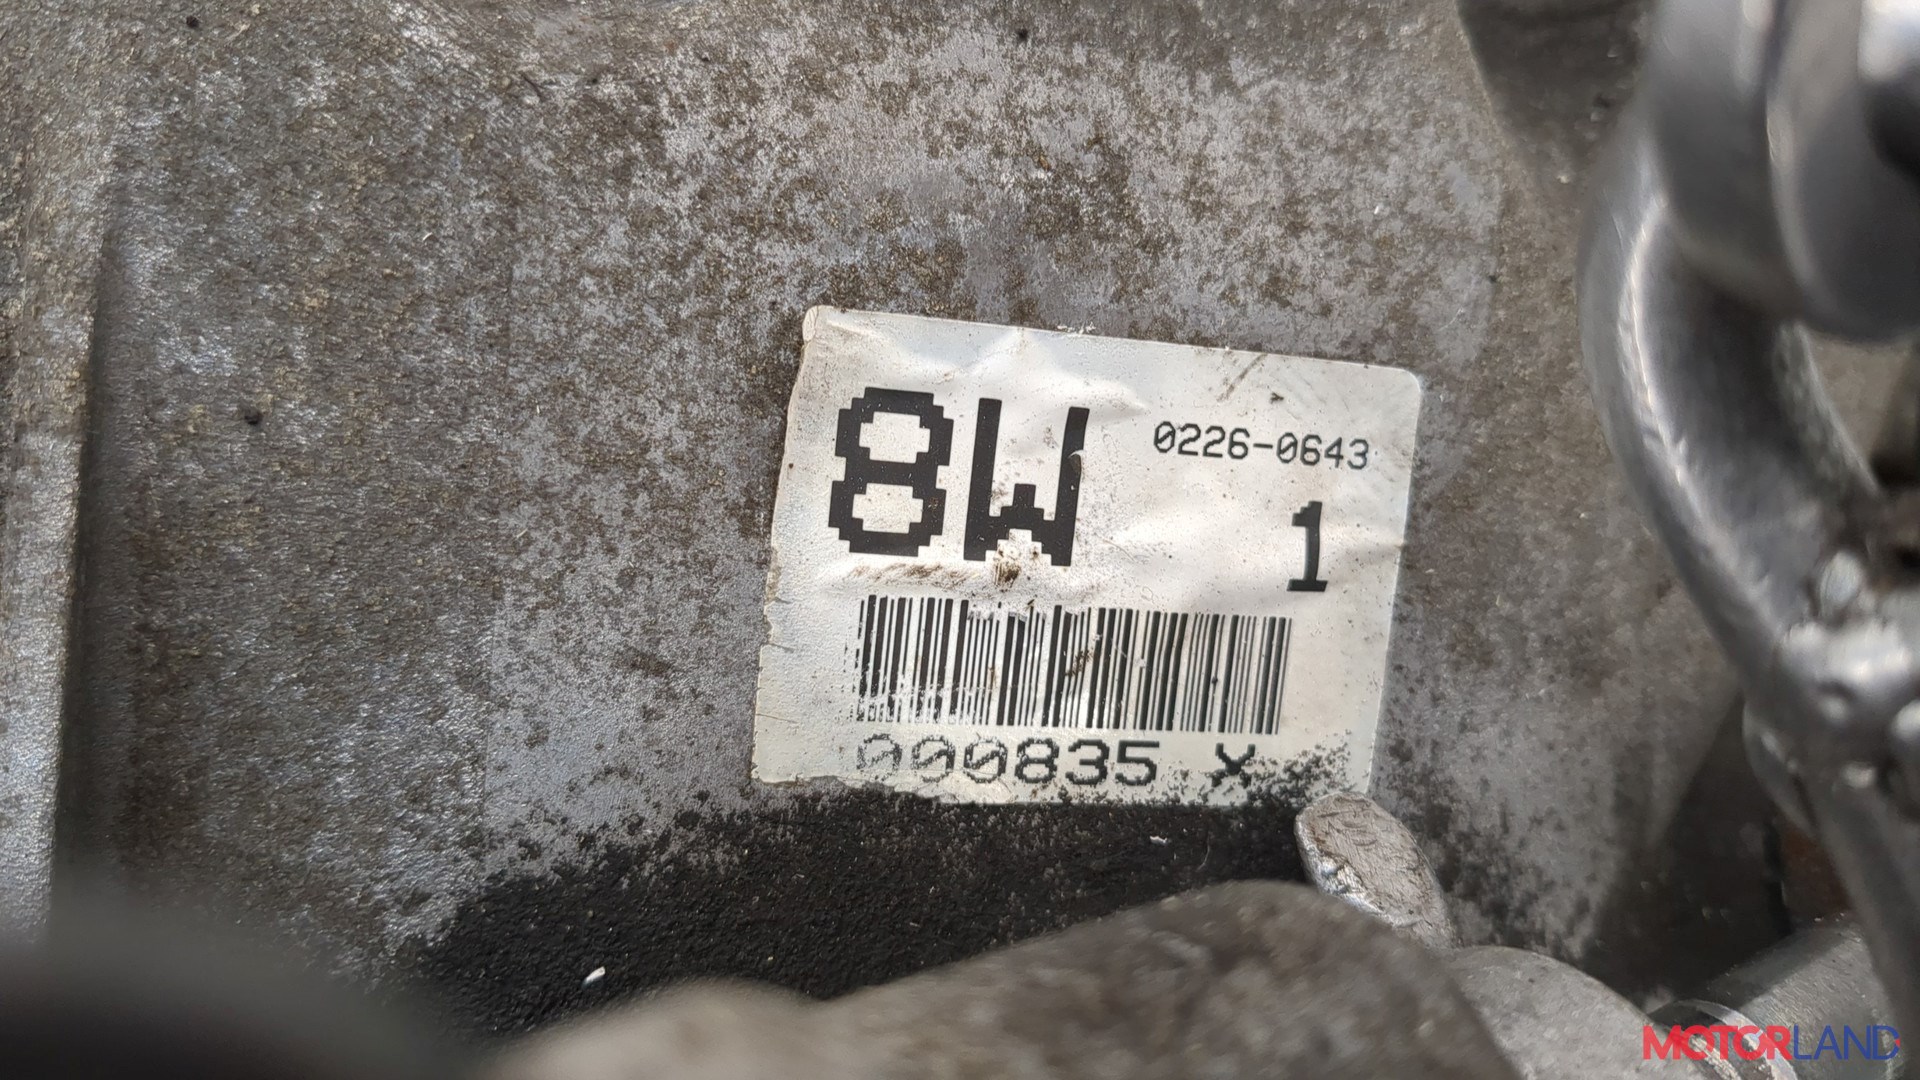 8W 0226-0643
1
000835 X
MOTORLAND